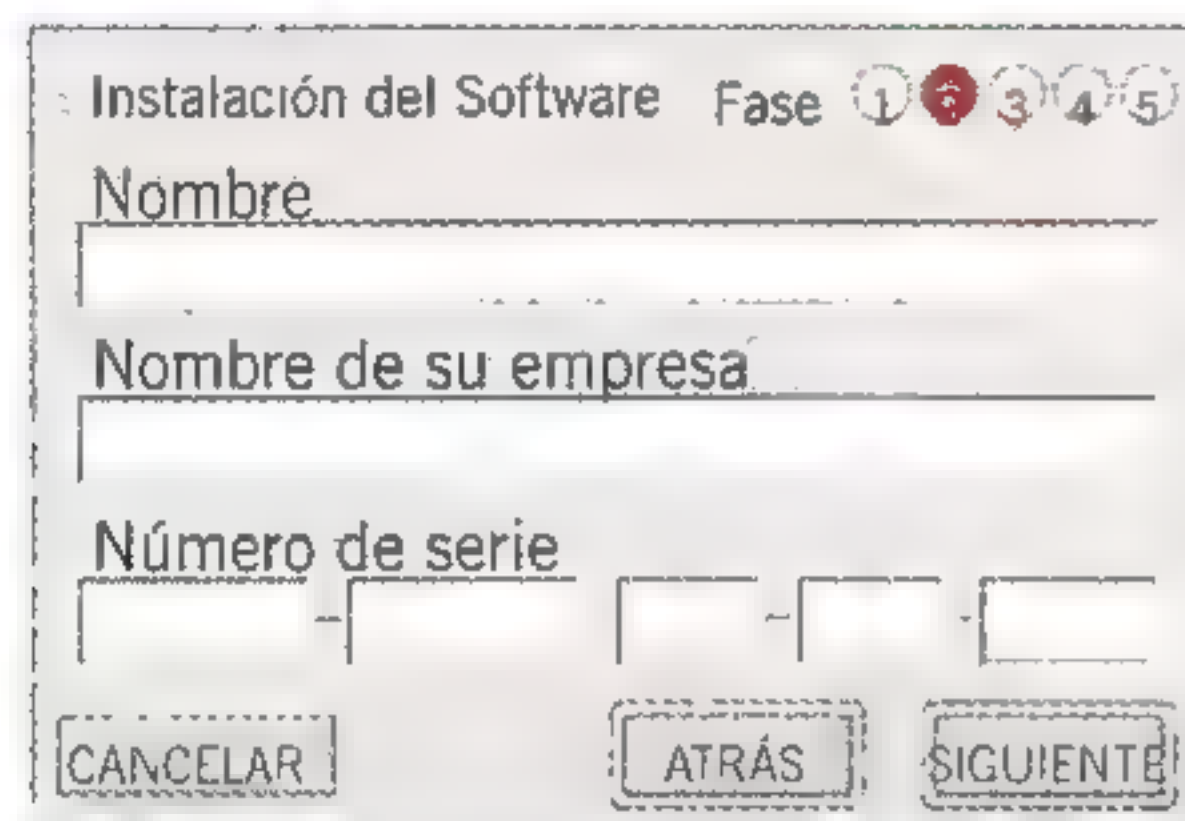 Instalación del Software Fase 1 2 3 4 5
Nombre
Nombre de su empresa
Número de serie
- - -
CANCELAR ATRÁS SIGUIENTE